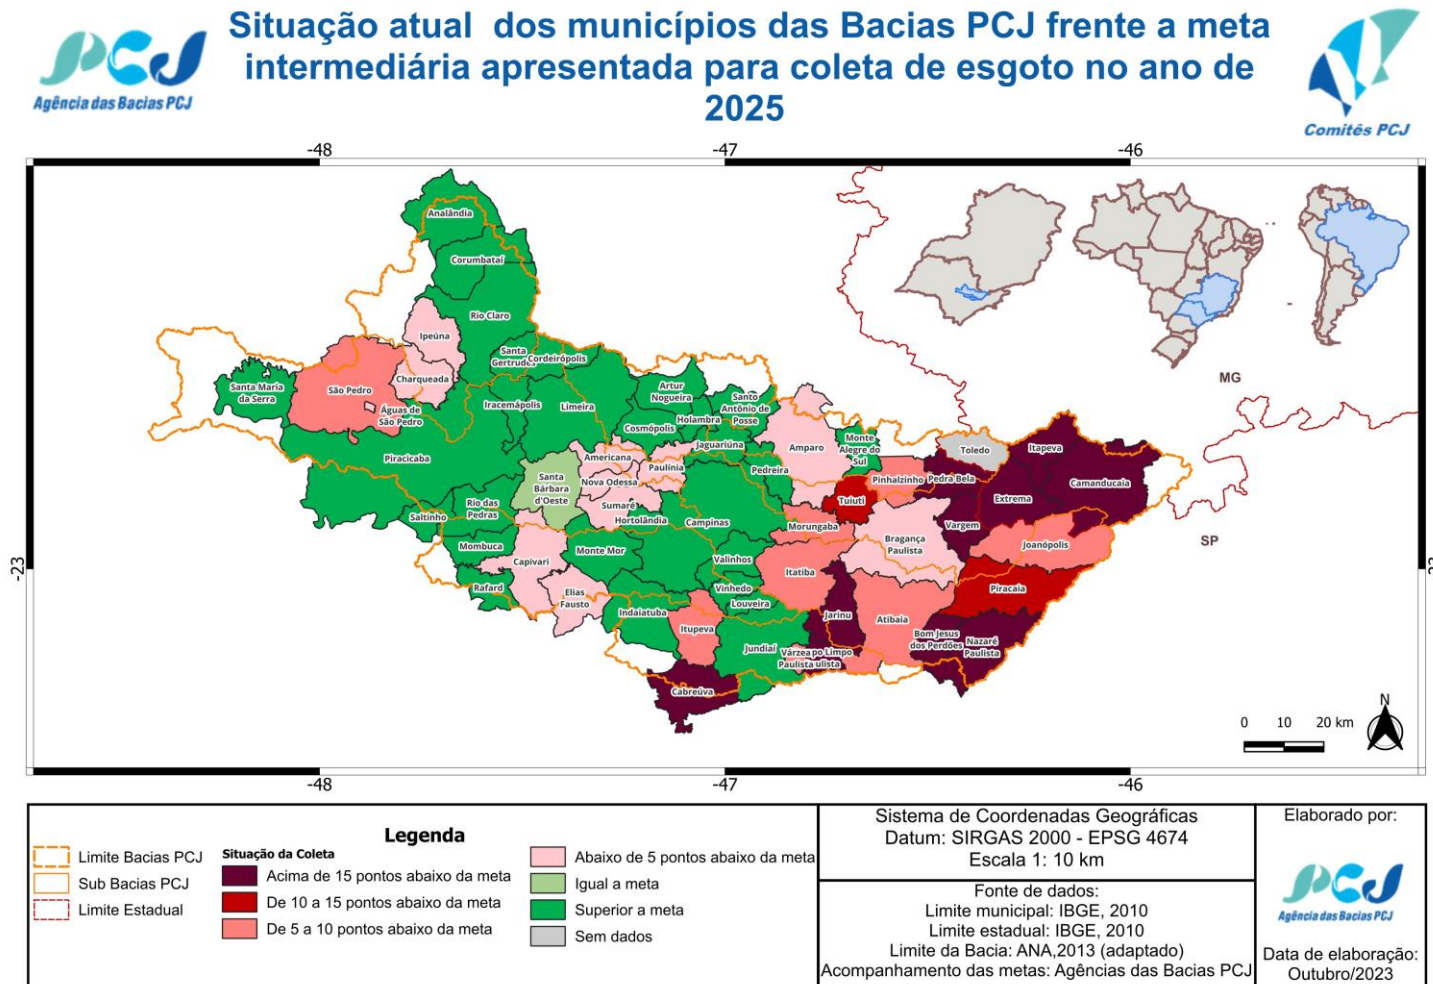 Situação atual dos municípios das Bacias PCJ frente a meta
intermediária apresentada para coleta de esgoto no ano de
2025
PCJ
Agência das Bacias PCJ
Comitês PCJ
-48
-47
-46
Analândia
Corumbataí
Rio Claro
Ipeúna
Santa
Gertrudes
Cordeirópolis
Charqueada
São Pedro
Santa Maria
da Serra
Águas de
São Pedro
Iracemápolis
Limeira
Artur
Nogueira
Santo
Antônio de
Posse
Holambra
Cosmópolis
Jaguariúna
Amparo
Monte
Alegre do
Sul
Toledo
Itapeva
Piracicaba
Americana
Paulínia
Pedreira
Pinhalzinho
Pedra Bela
Camanducaia
Santa
Bárbara
d'Oeste
Nova Odessa
Sumaré
Hortolândia
Tuiuti
Extrema
Rio das
Pedras
Saltinho
Campinas
Morungaba
Vargem
Bragança
Paulista
Joanópolis
Mombuca
Capivari
Monte Mor
Valinhos
Itatiba
Rafard
Elias
Fausto
Vinhedo
Louveira
Piracaia
Indaiatuba
Itupeva
Jarinu
Atibaia
Jundiaí
Várzea
Paulista
po Limpo
ulista
Bom Jesus
dos Perdões
Nazaré
Paulista
Cabreúva
MG
SP
-23
N
0 10 20 km
-48
-47
-46
Legenda
Limite Bacias PCJ
Sub Bacias PCJ
Limite Estadual
Situação da Coleta
Acima de 15 pontos abaixo da meta
De 10 a 15 pontos abaixo da meta
De 5 a 10 pontos abaixo da meta
Abaixo de 5 pontos abaixo da meta
Igual a meta
Superior a meta
Sem dados
Sistema de Coordenadas Geográficas
Datum: SIRGAS 2000 - EPSG 4674
Escala 1: 10 km
Fonte de dados:
Limite municipal: IBGE, 2010
Limite estadual: IBGE, 2010
Limite da Bacia: ANA,2013 (adaptado)
Acompanhamento das metas: Agências das Bacias PCJ
Elaborado por:
PCJ
Agência das Bacias PCJ
Data de elaboração:
Outubro/2023